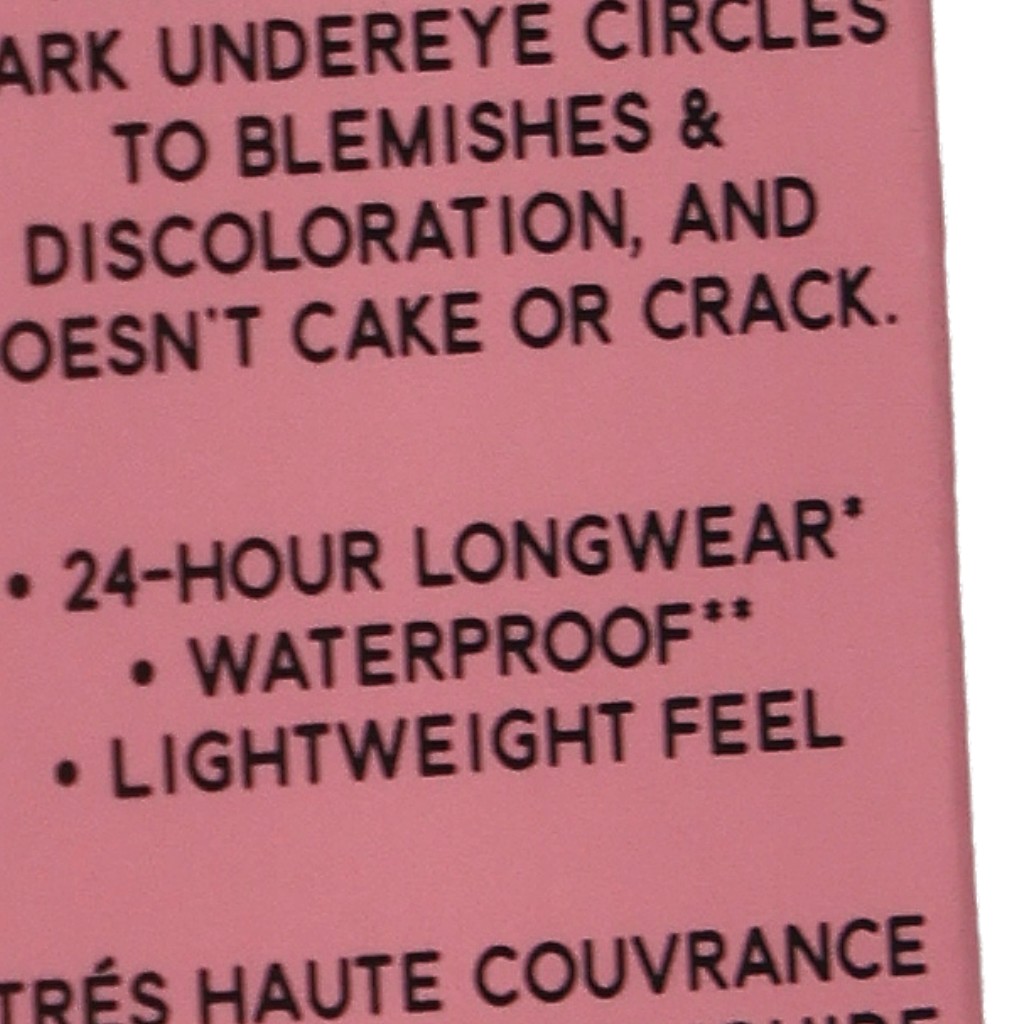 ARK UNDEREYE CIRCLES
TO BLEMISHES &
DISCOLORATION, AND
OESN'T CAKE OR CRACK.
• 24-HOUR LONGWEAR*
• WATERPROOF**
• LIGHTWEIGHT FEEL
TRÉS HAUTE COUVRANCE